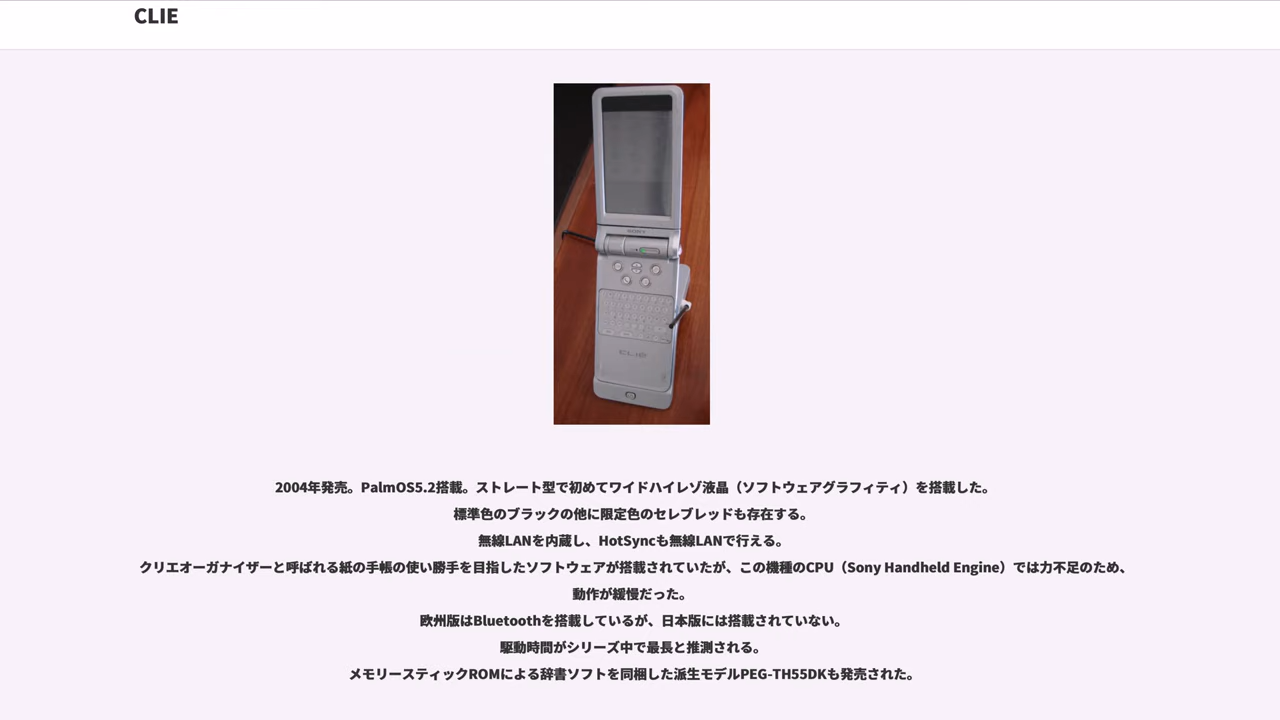 CLIE
SONY
CLIE
2004年発売。PalmOS5.2搭載。ストレート型で初めてワイドハイレゾ液晶（ソフトウェアグラフィティ）を搭載した。
標準色のブラックの他に限定色のセレブレッドも存在する。
無線LANを内蔵し、HotSyncも無線LANで行える。
クリエオーガナイザーと呼ばれる紙の手帳の使い勝手を目指したソフトウェアが搭載されていたが、この機種のCPU（Sony Handheld Engine）では力不足のため、
動作が緩慢だった。
欧州版はBluetoothを搭載しているが、日本版には搭載されていない。
駆動時間がシリーズ中で最長と推測される。
メモリースティックROMによる辞書ソフトを同梱した派生モデルPEG-TH55DKも発売された。